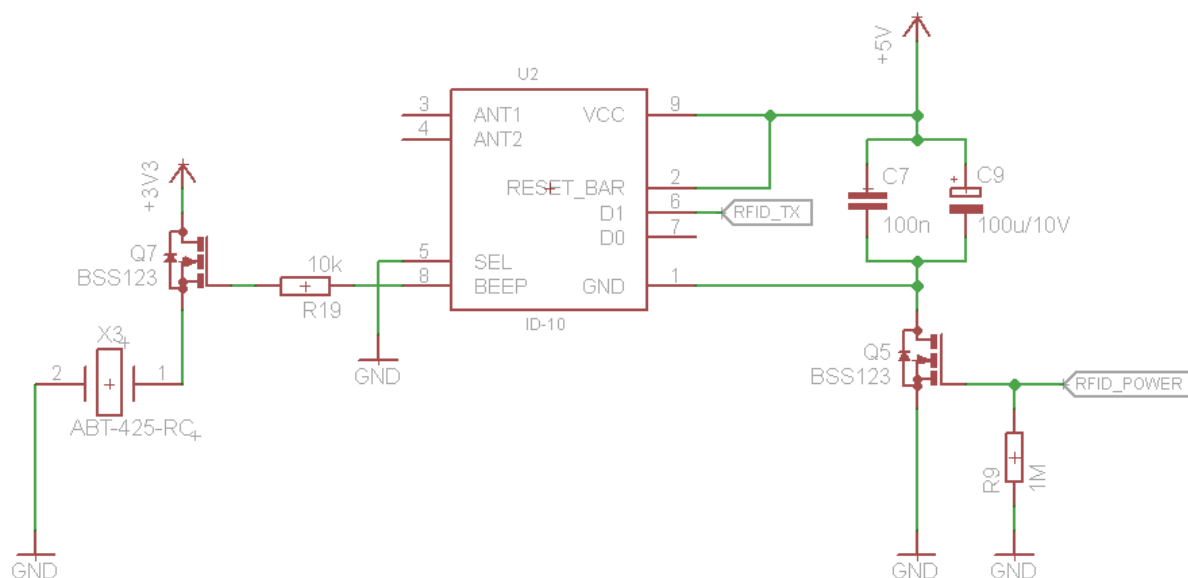 +5V
U2
3
ANT1
VCC
9
4
ANT2
+3V3
RESET_BAR
2
C7
+
C9
D1
6
RFID_TX
100n
100u/10V
7
D0
Q7
BSS123
10k
5
SEL
8
BEEP
GND
1
R19
ID-10
X3
Q5
BSS123
GND
2
1
RFID_POWER
ABT-425-RC
R9
1M
GND
GND
GND